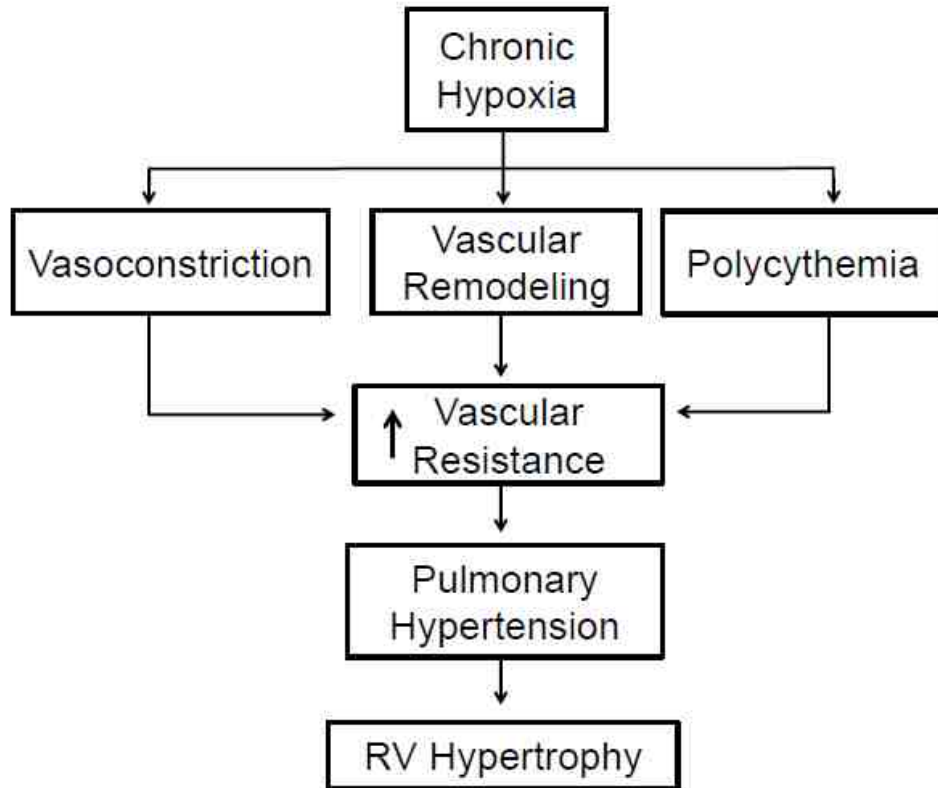 Chronic
Hypoxia
Vasoconstriction
Vascular
Remodeling
Polycythemia
↑ Vascular
Resistance
Pulmonary
Hypertension
RV Hypertrophy